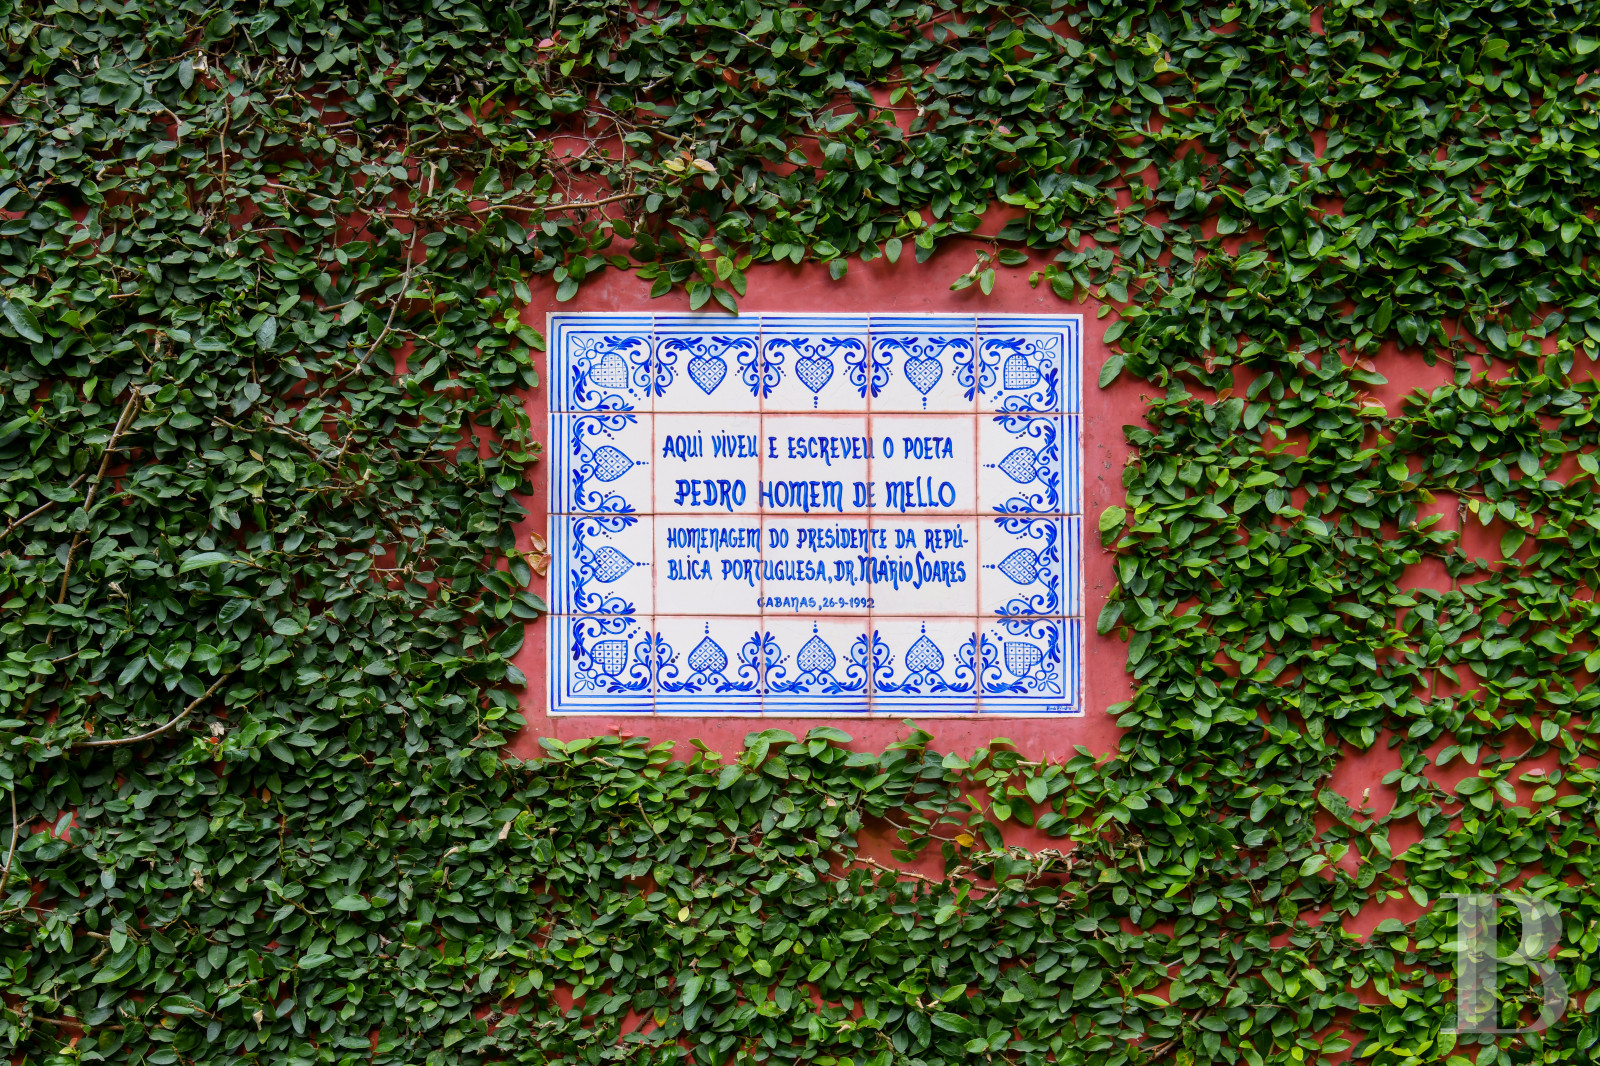 AQUI VIVEU E ESCREVEU O POETA
PEDRO HOMEM DE MELLO
HOMENAGEM DO PRESIDENTE DA REPÚ-
BLICA PORTUGUESA, DR. MÁRIO SOARES
CABANAS, 26-9-1992
B